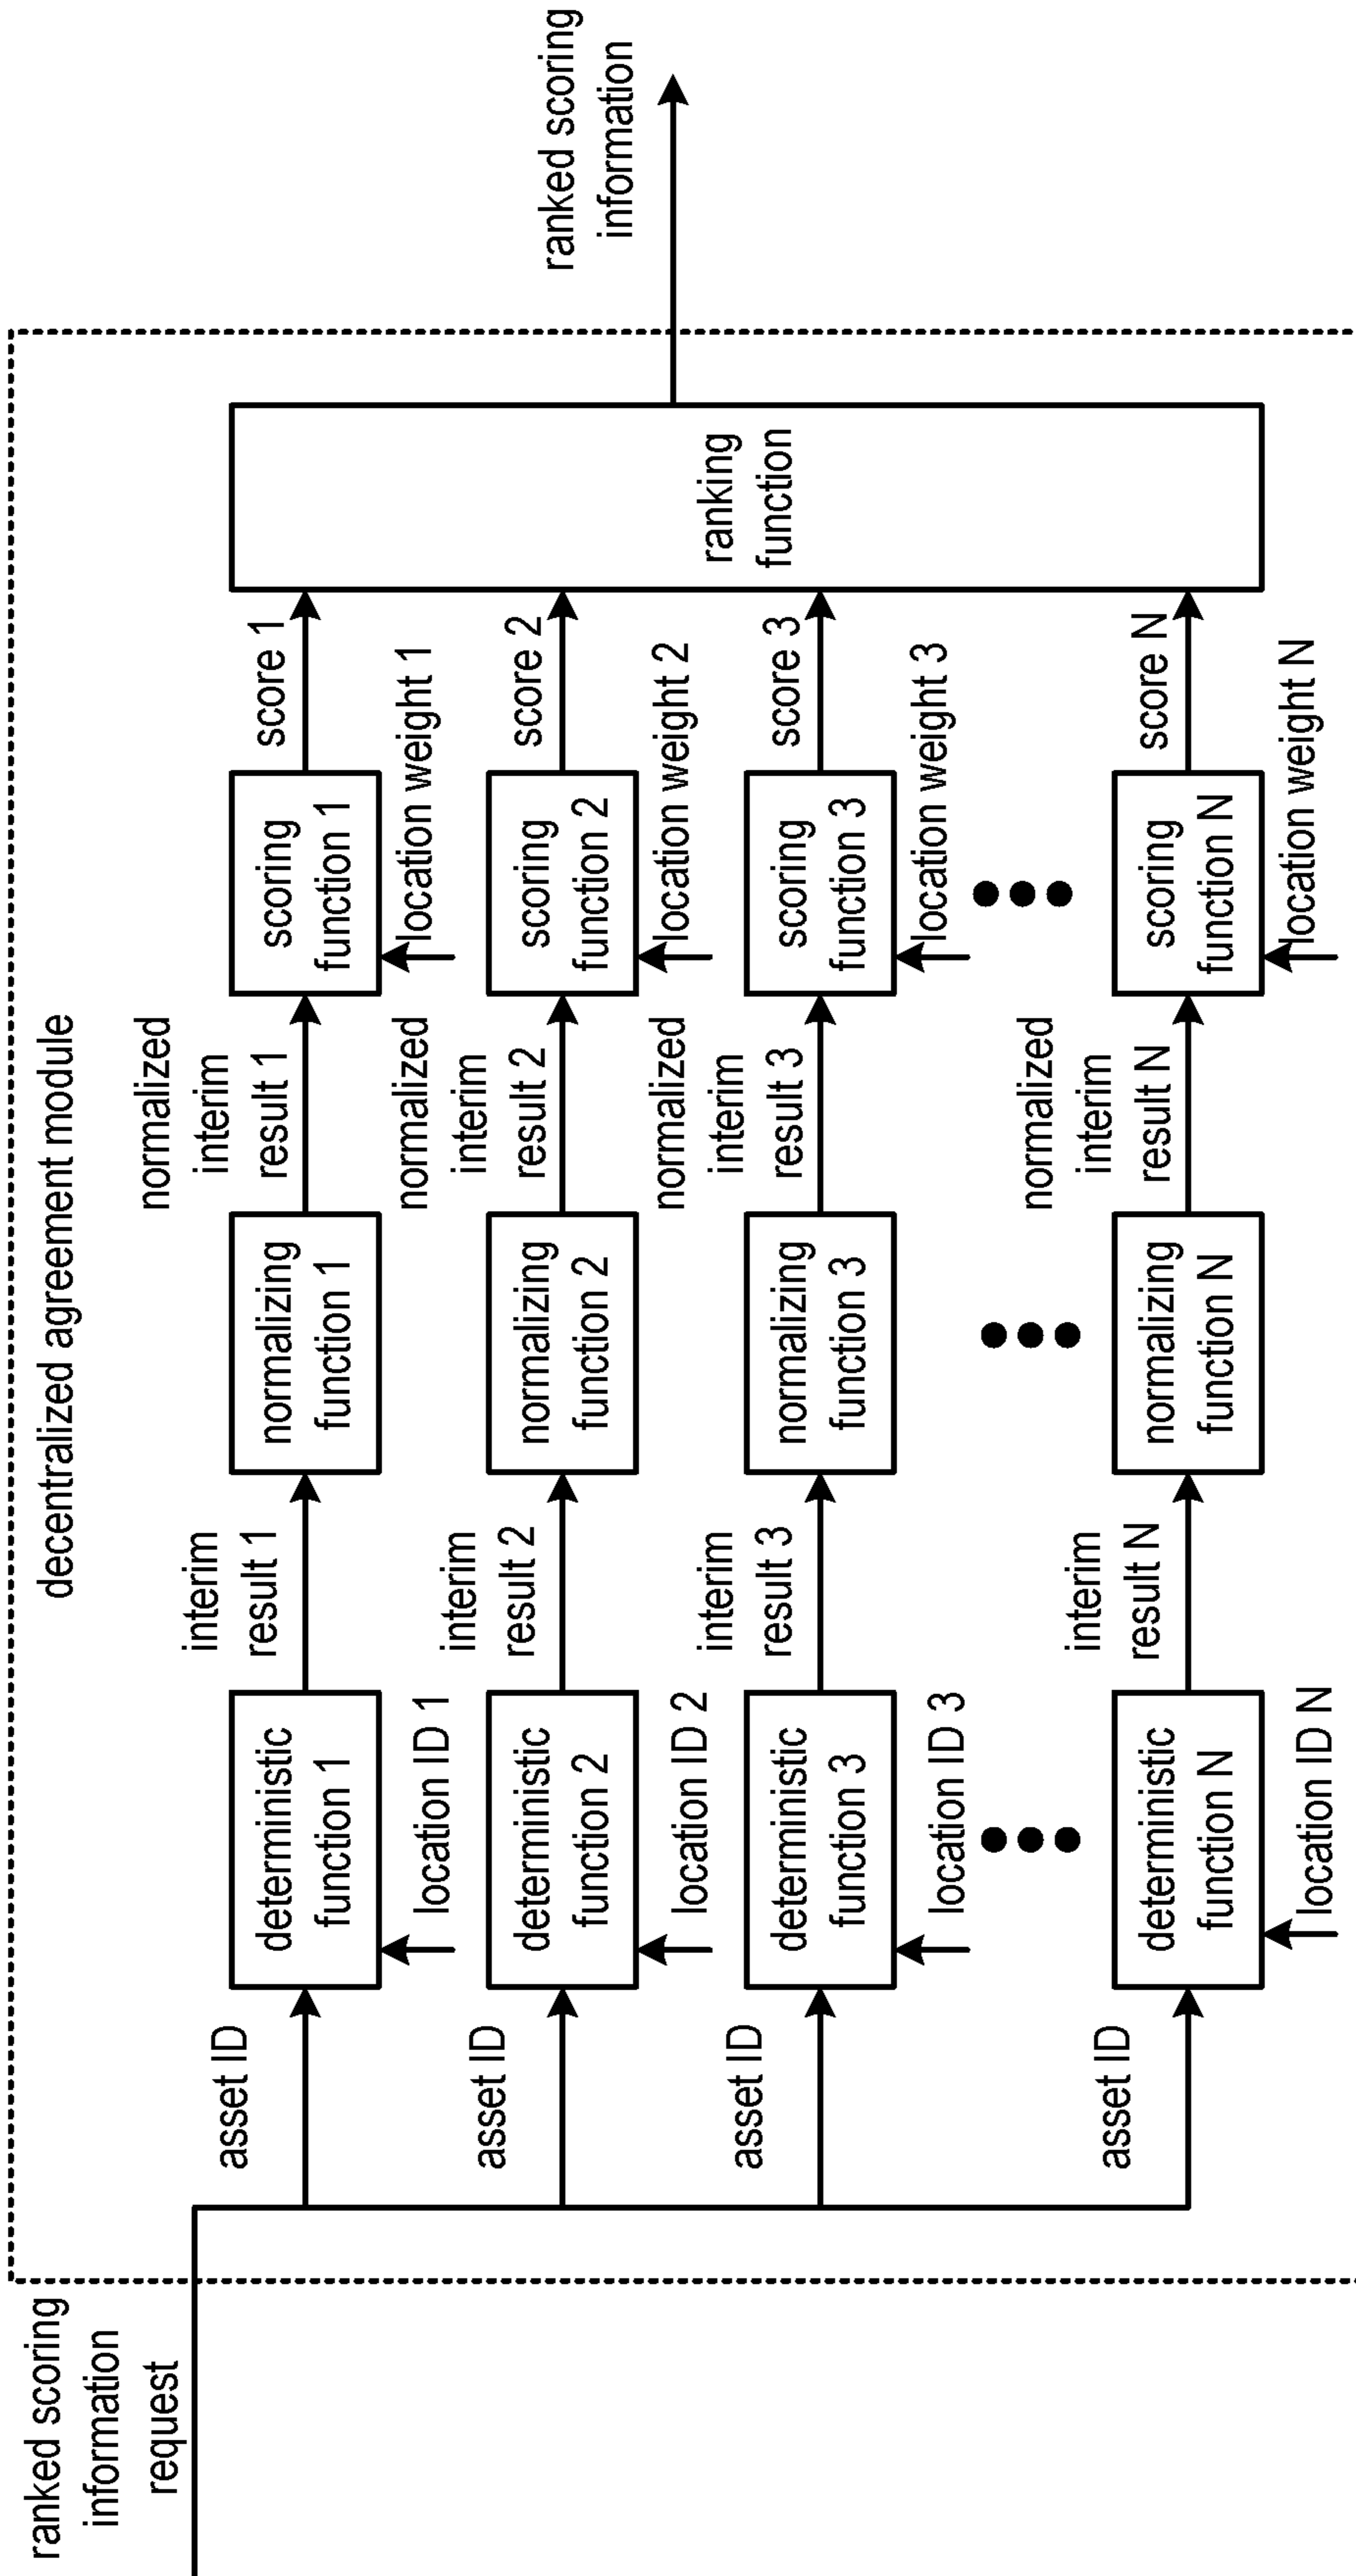 decentralized agreement module
ranked scoring
information
request
asset ID
deterministic
function 1
location ID 1
interim
result 1
normalizing
function 1
normalized
interim
result 1
scoring
function 1
location weight 1
score 1
asset ID
deterministic
function 2
location ID 2
interim
result 2
normalizing
function 2
normalized
interim
result 2
scoring
function 2
location weight 2
score 2
asset ID
deterministic
function 3
location ID 3
interim
result 3
normalizing
function 3
normalized
interim
result 3
scoring
function 3
location weight 3
score 3
asset ID
deterministic
function N
location ID N
interim
result N
normalizing
function N
normalized
interim
result N
scoring
function N
location weight N
score N
ranking
function
ranked scoring
information